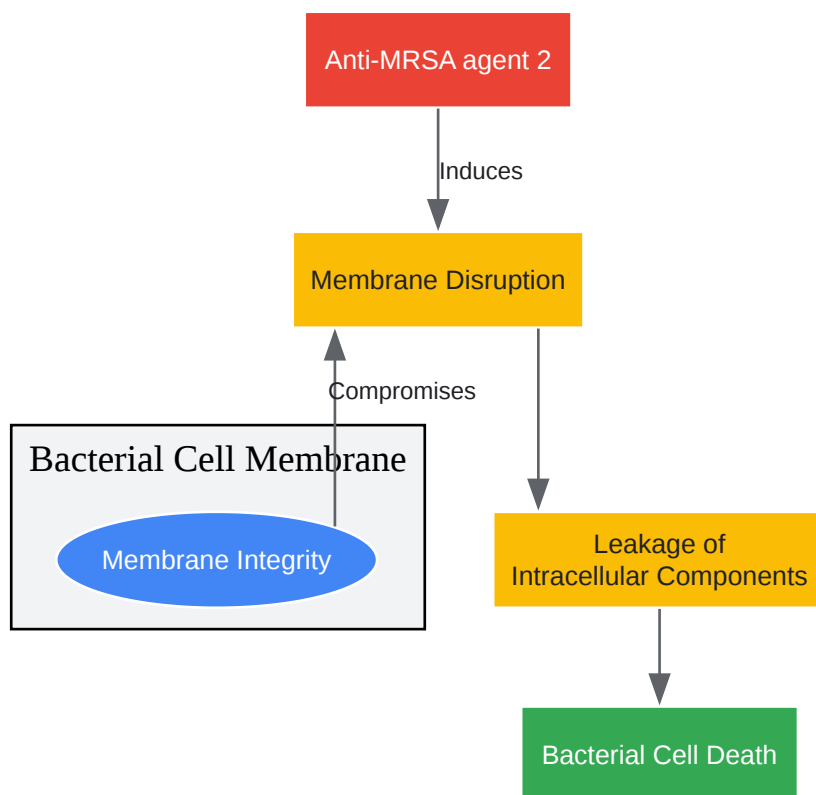 Anti-MRSA agent 2
Induces
Membrane Disruption
Compromises
Bacterial Cell Membrane
Membrane Integrity
Leakage of
Intracellular Components
Bacterial Cell Death